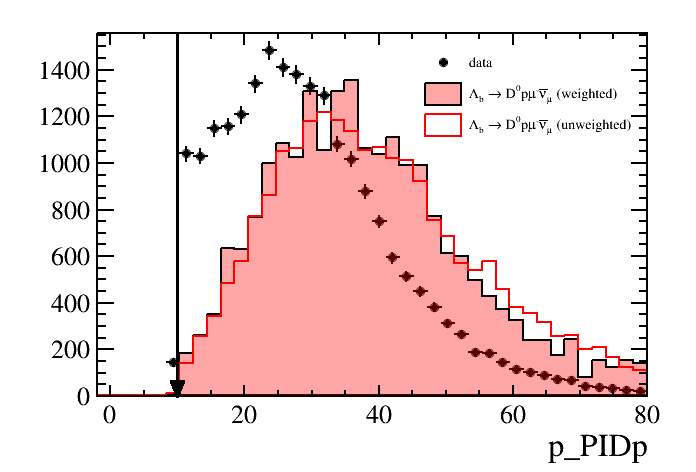 1400
1200
1000
800
600
400
200
0
data
Λb → D⁰pμ ν̄μ (weighted)
Λb → D⁰pμ ν̄μ (unweighted)
0 20 40 60 80
p_PIDp